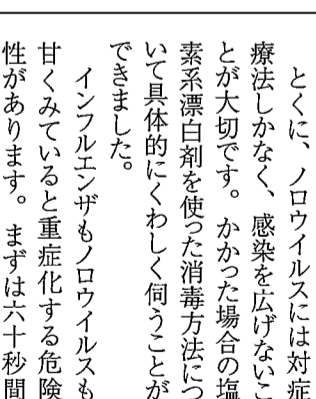 とくに、ノロウイルスには対症
療法しかなく、感染を広げないこ
とが大切です。かかった場合の塩
素系漂白剤を使った消毒方法につ
いて具体的にくわしく伺うことが
できました。
インフルエンザもノロウイルスも
甘くみていると重症化する危険
性があります。まずは六十秒間